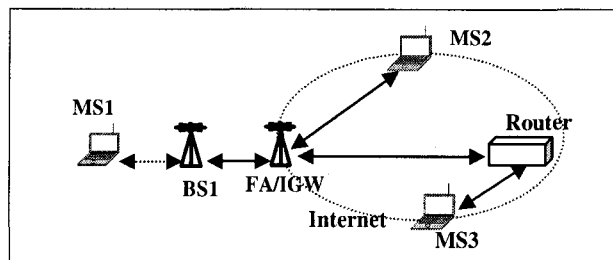 MS2
MS1
Router
BS1
FA/IGW
Internet
MS3